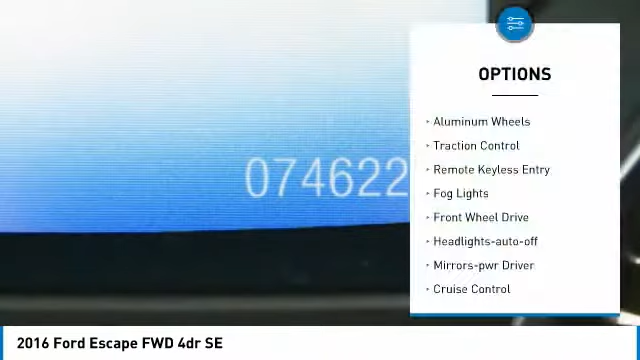 074622
OPTIONS
Aluminum Wheels
Traction Control
Remote Keyless Entry
Fog Lights
Front Wheel Drive
Headlights-auto-off
Mirrors-pwr Driver
Cruise Control
2016 Ford Escape FWD 4dr SE